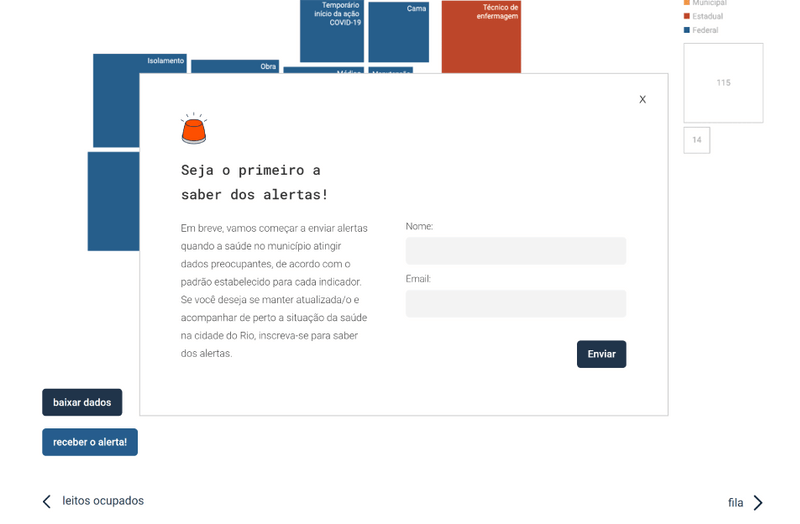 Temporário
início da ação
COVID-19
Cama
Técnico de
enfermagem
Municipal
Estadual
Federal
Isolamento
Obra
Médico
Manutenção
115
14
X
Seja o primeiro a
saber dos alertas!
Em breve, vamos começar a enviar alertas
quando a saúde no município atingir
dados preocupantes, de acordo com o
padrão estabelecido para cada indicador.
Se você deseja se manter atualizada/o e
acompanhar de perto a situação da saúde
na cidade do Rio, inscreva-se para saber
dos alertas.
Nome:
Email:
Enviar
baixar dados
receber o alerta!
leitos ocupados
fila